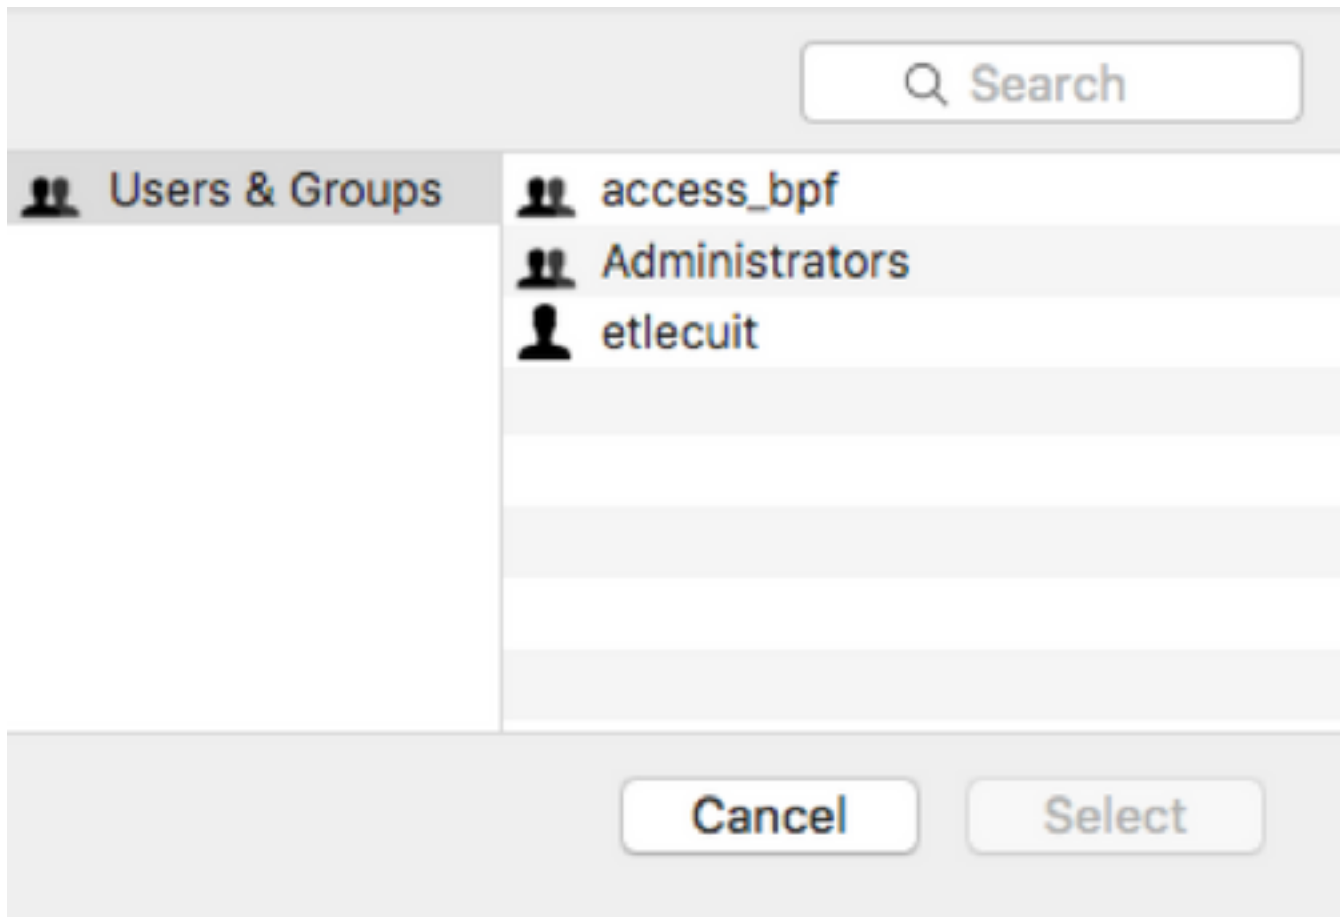 Search
Users & Groups
access_bpf
Administrators
etlecuit
Cancel
Select